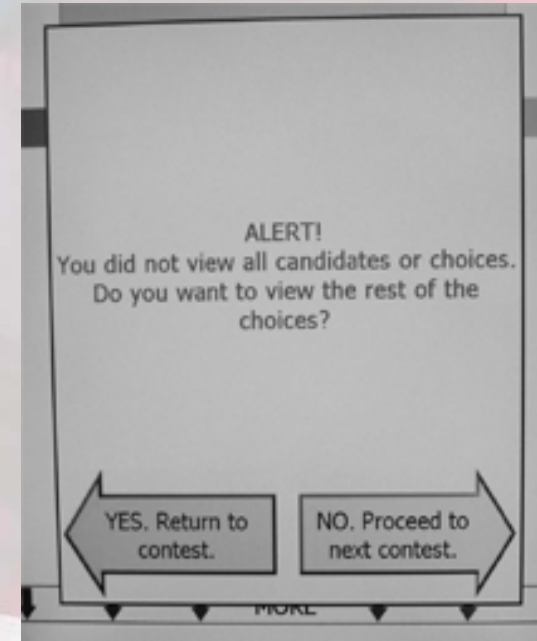 ALERT!
You did not view all candidates or choices.
Do you want to view the rest of the
choices?
YES. Return to
contest.
NO. Proceed to
next contest.
MORE